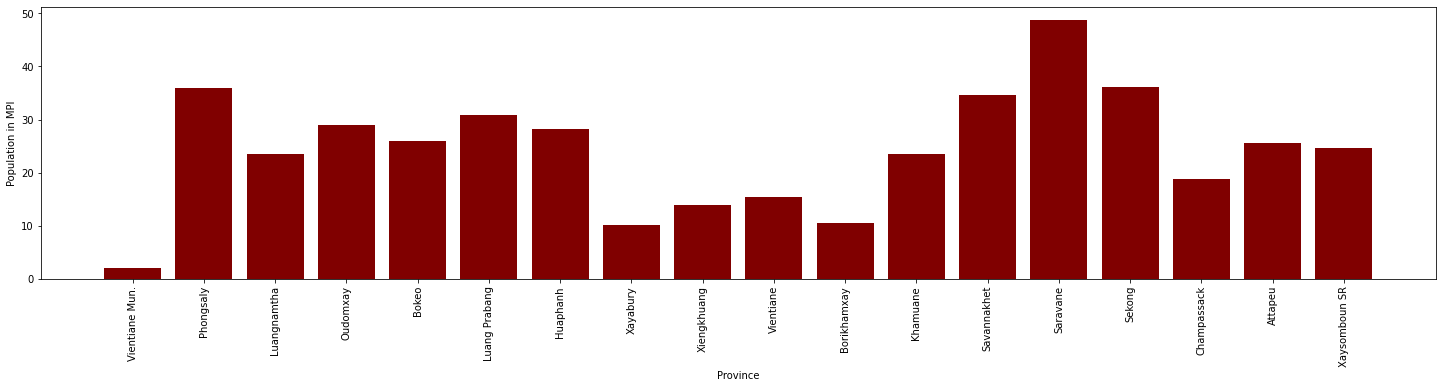 50
40
30
20
10
0
Population in MPI
Vientiane Mun.
Phongsaly
Luangnamtha
Oudomxay
Bokeo
Luang Prabang
Huaphanh
Xayabury
Xiengkhuang
Vientiane
Borikhamxay
Khamuane
Savannakhet
Saravane
Sekong
Champassack
Attapeu
Xaysomboun SR
Province